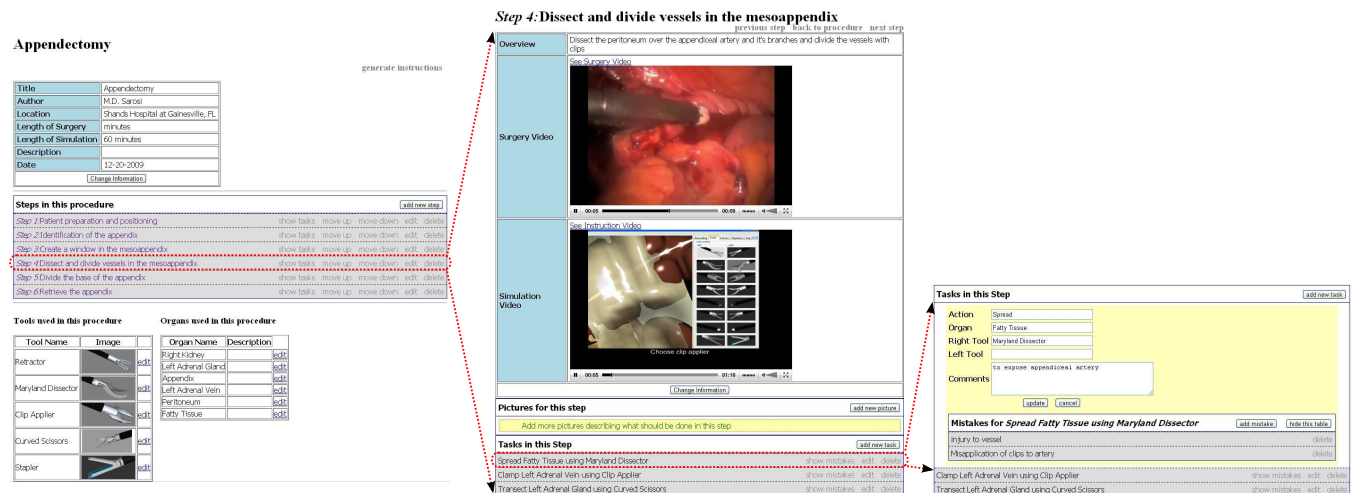 Appendectomy
generate instructions
Title Appendectomy
Author M.D. Sarosi
Location Shands Hospital at Gainesville, FL
Length of Surgery minutes
Length of Simulation 60 minutes
Description
Date 12-20-2009
Change Information
Steps in this procedure add new step
Step 1:Patient preparation and positioning show tasks move up move down edit delete
Step 2:Identification of the appendix show tasks move up move down edit delete
Step 3:Create a window in the mesoappendix show tasks move up move down edit delete
Step 4:Dissect and divide vessels in the mesoappendix show tasks move up move down edit delete
Step 5:Divide the base of the appendix show tasks move up move down edit delete
Step 6:Retrieve the appendix show tasks move up move down edit delete
Tools used in this procedure
Tool Name Image
Retractor edit
Maryland Dissector edit
Clip Applier edit
Curved Scissors edit
Stapler edit
Organs used in this procedure
Organ Name Description
Right Kidney edit
Left Adrenal Gland edit
Appendix edit
Left Adrenal Vein edit
Peritoneum edit
Fatty Tissue edit
Step 4:Dissect and divide vessels in the mesoappendix
previous step back to procedure next step
Overview Dissect the peritoneum over the appendiceal artery and it's branches and divide the vessels with
clips
See Surgery Video
Surgery Video
00:05 00:09 menu
See Instruction Video
Simulation
Video
Choose clip applier
00:05 01:10 menu
Change Information
Pictures for this step add new picture
Add more pictures describing what should be done in this step
Tasks in this Step add new task
Spread Fatty Tissue using Maryland Dissector show mistakes edit delete
Clamp Left Adrenal Vein using Clip Applier show mistakes edit delete
Transect Left Adrenal Gland using Curved Scissors show mistakes edit delete
Tasks in this Step add new task
Action Spread
Organ Fatty Tissue
Right Tool Maryland Dissector
Left Tool
Comments to expose appendiceal artery
update cancel
Mistakes for Spread Fatty Tissue using Maryland Dissector add mistake hide this table
injury to vessel delete
Misapplication of clips to artery delete
Clamp Left Adrenal Vein using Clip Applier show mistakes edit delete
Transect Left Adrenal Gland using Curved Scissors show mistakes edit delete